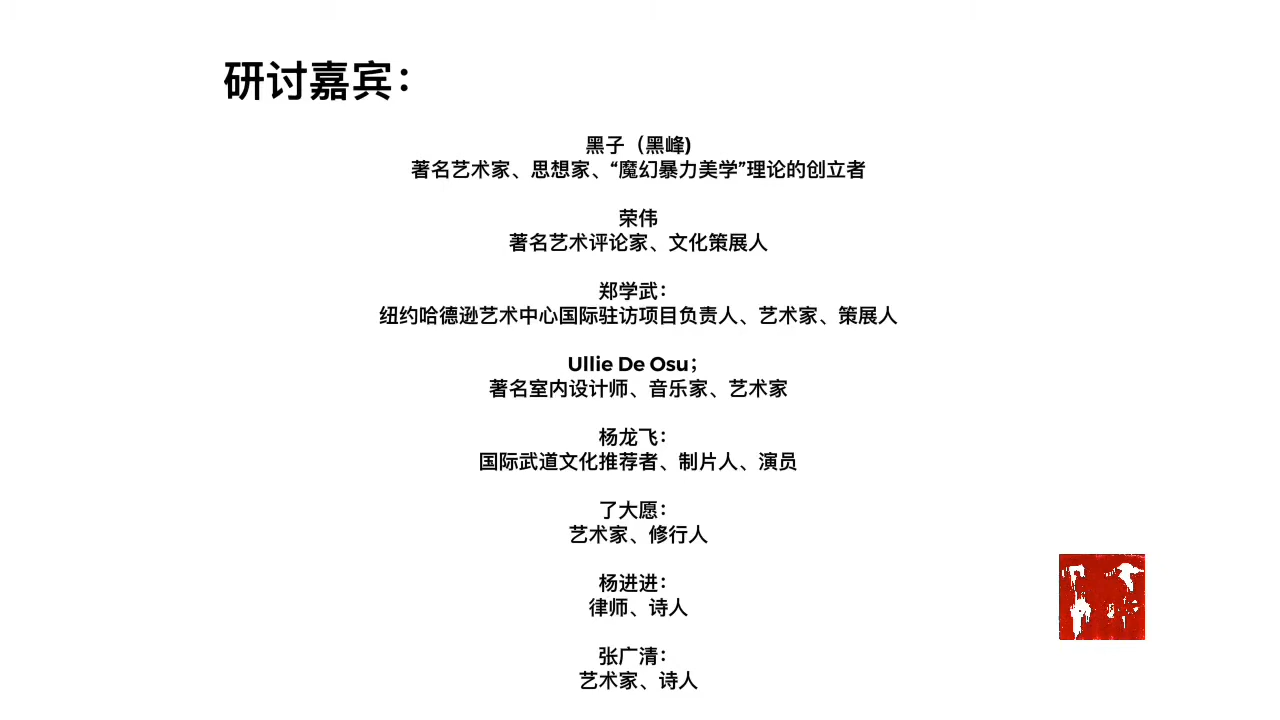 研讨嘉宾：
黑子（黑峰)
著名艺术家、思想家、“魔幻暴力美学”理论的创立者
荣伟
著名艺术评论家、文化策展人
郑学武：
纽约哈德逊艺术中心国际驻访项目负责人、艺术家、策展人
Ullie De Osu；
著名室内设计师、音乐家、艺术家
杨龙飞：
国际武道文化推荐者、制片人、演员
了大愿：
艺术家、修行人
杨进进：
律师、诗人
张广清：
艺术家、诗人